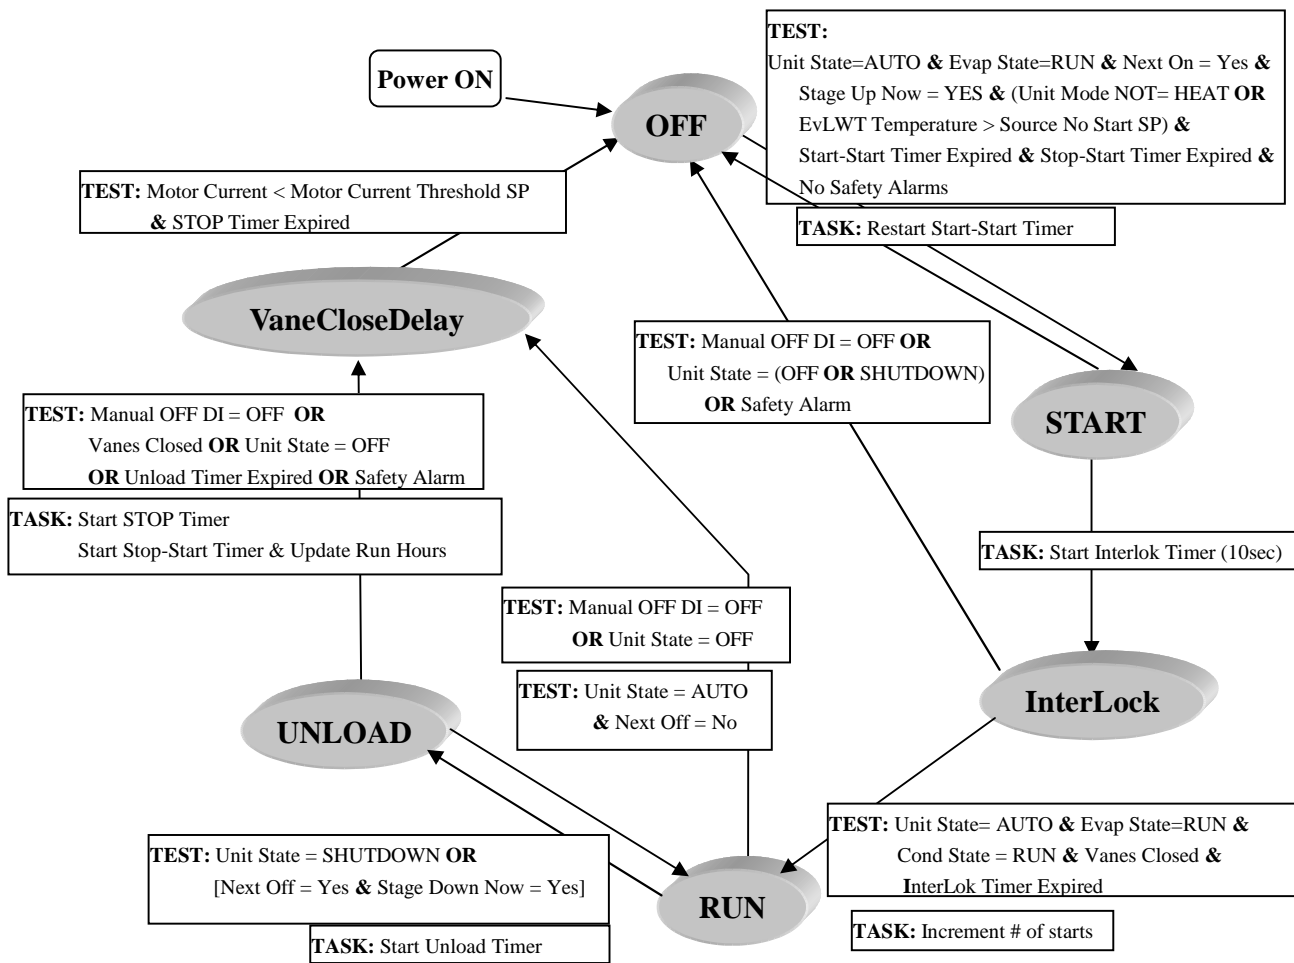 Power ON
OFF
TEST:
Unit State=AUTO & Evap State=RUN & Next On = Yes &
Stage Up Now = YES & (Unit Mode NOT= HEAT OR
EvLWT Temperature > Source No Start SP) &
Start-Start Timer Expired & Stop-Start Timer Expired &
No Safety Alarms
TASK: Restart Start-Start Timer
TEST: Motor Current < Motor Current Threshold SP
& STOP Timer Expired
VaneCloseDelay
TEST: Manual OFF DI = OFF OR
Unit State = (OFF OR SHUTDOWN)
OR Safety Alarm
START
TEST: Manual OFF DI = OFF OR
Vanes Closed OR Unit State = OFF
OR Unload Timer Expired OR Safety Alarm
TASK: Start STOP Timer
Start Stop-Start Timer & Update Run Hours
TASK: Start Interlok Timer (10sec)
TEST: Manual OFF DI = OFF
OR Unit State = OFF
TEST: Unit State = AUTO
& Next Off = No
InterLock
UNLOAD
TEST: Unit State = SHUTDOWN OR
[Next Off = Yes & Stage Down Now = Yes]
TASK: Start Unload Timer
RUN
TEST: Unit State= AUTO & Evap State=RUN &
Cond State = RUN & Vanes Closed &
InterLok Timer Expired
TASK: Increment # of starts